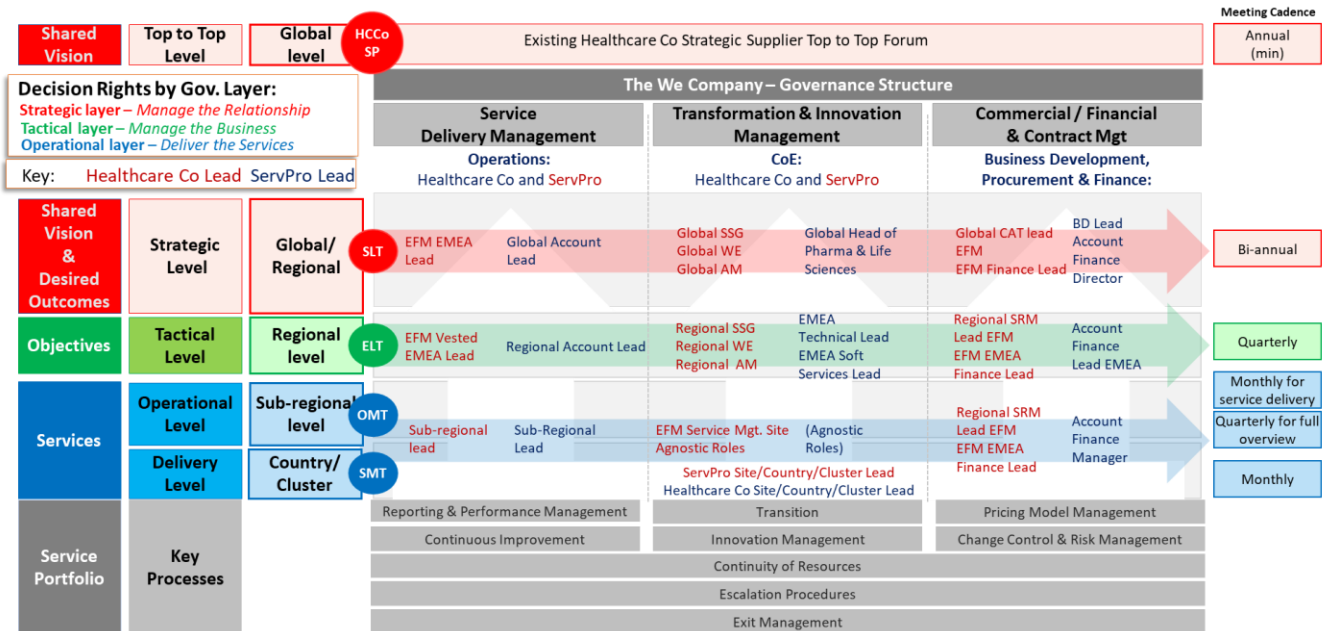 Meeting Cadence
Shared
Vision
Top to Top
Level
Global
level
HCCo
SP
Existing Healthcare Co Strategic Supplier Top to Top Forum
Annual
(min)
Decision Rights by Gov. Layer:
Strategic layer – Manage the Relationship
Tactical layer – Manage the Business
Operational layer – Deliver the Services
Key: Healthcare Co Lead ServPro Lead
The We Company – Governance Structure
Service
Delivery Management
Transformation & Innovation
Management
Commercial / Financial
& Contract Mgt
Operations:
Healthcare Co and ServPro
CoE:
Healthcare Co and ServPro
Business Development,
Procurement & Finance:
Shared
Vision
&
Desired
Outcomes
Strategic
Level
Global/
Regional
SLT
EFM EMEA
Lead
Global Account
Lead
Global SSG
Global WE
Global AM
Global Head of
Pharma & Life
Sciences
Global CAT lead
EFM
EFM Finance Lead
BD Lead
Account
Finance
Director
Bi-annual
Objectives
Tactical
Level
Regional
level
ELT
EFM Vested
EMEA Lead
Regional Account Lead
Regional SSG
Regional WE
Regional AM
EMEA
Technical Lead
EMEA Soft
Services Lead
Regional SRM
Lead EFM
EFM EMEA
Finance Lead
Account
Finance
Lead EMEA
Quarterly
Services
Operational
Level
Sub-regional
level
OMT
Sub-regional
lead
Sub-Regional
Lead
EFM Service Mgt. Site
Agnostic Roles
(Agnostic
Roles)
Regional SRM
Lead EFM
EFM EMEA
Finance Lead
Account
Finance
Manager
Monthly for
service delivery
Quarterly for full
overview
Delivery
Level
Country/
Cluster
SMT
ServPro Site/Country/Cluster Lead
Healthcare Co Site/Country/Cluster Lead
Monthly
Service
Portfolio
Key
Processes
Reporting & Performance Management
Transition
Pricing Model Management
Continuous Improvement
Innovation Management
Change Control & Risk Management
Continuity of Resources
Escalation Procedures
Exit Management